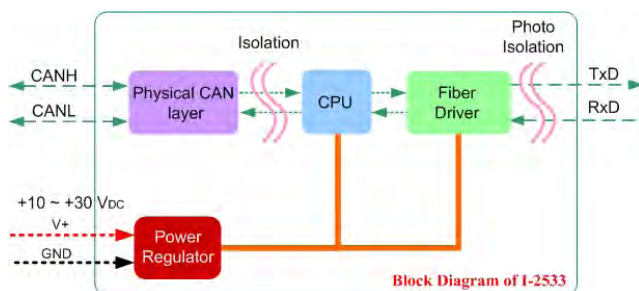 Photo
Isolation
Isolation
CANH
CANL
Physical CAN
layer
CPU
Fiber
Driver
TxD
RxD
+10 ~ +30 VDC
V+
GND
Power
Regulator
Block Diagram of I-2533